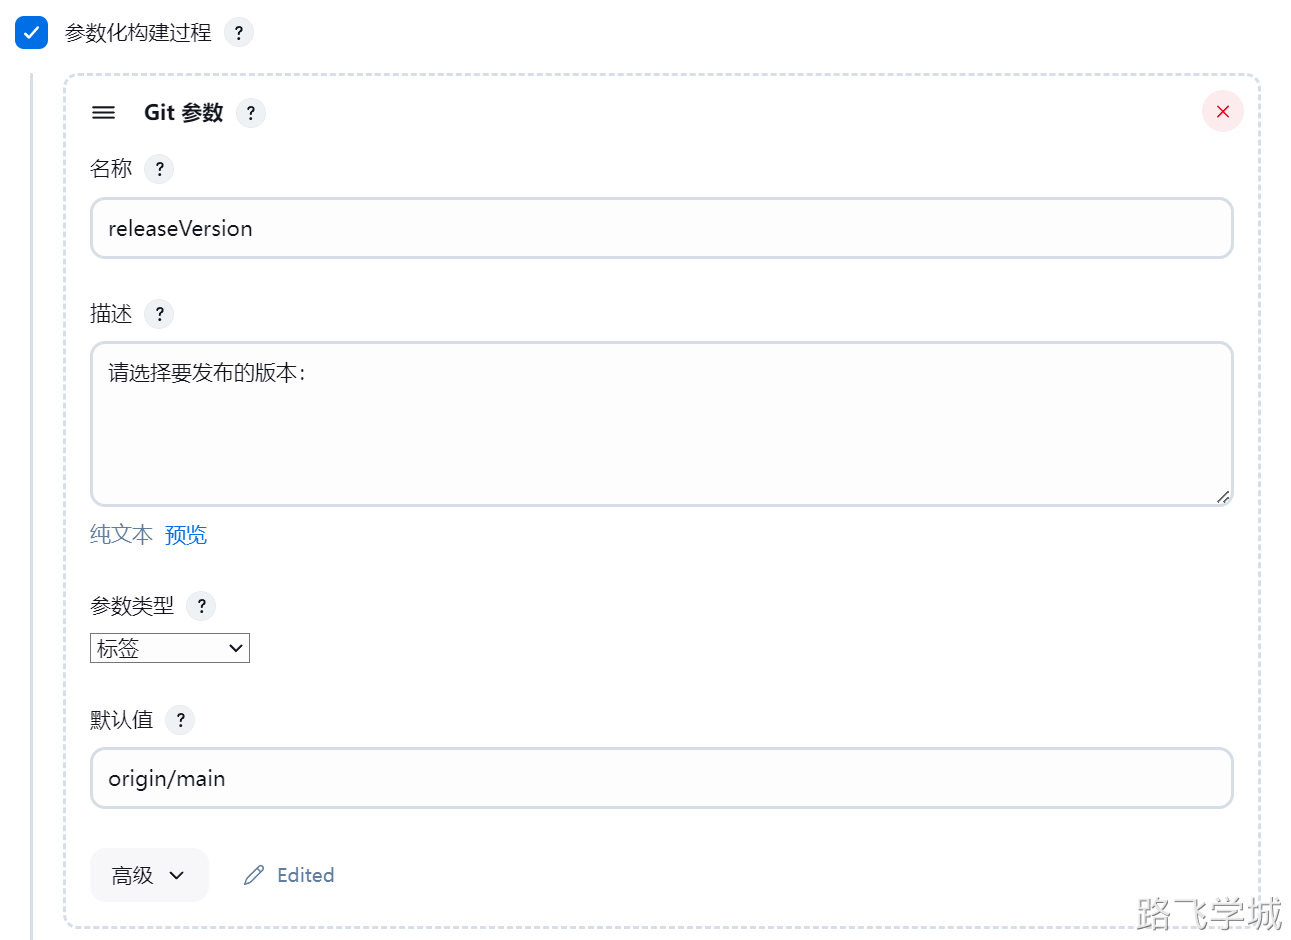 参数化构建过程 ?
Git 参数 ?
名称 ?
releaseVersion
描述 ?
请选择要发布的版本：
纯文本 预览
参数类型 ?
标签
默认值 ?
origin/main
高级 Edited
路飞学城